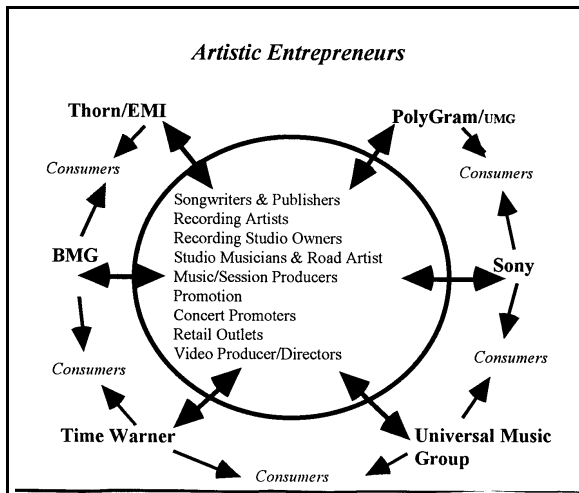 Artistic Entrepreneurs
Thorn/EMI
PolyGram/UMG
Consumers
Consumers
Songwriters & Publishers
Recording Artists
Recording Studio Owners
Studio Musicians & Road Artist
Music/Session Producers
Promotion
Concert Promoters
Retail Outlets
Video Producer/Directors
BMG
Sony
Consumers
Consumers
Time Warner
Universal Music
Group
Consumers